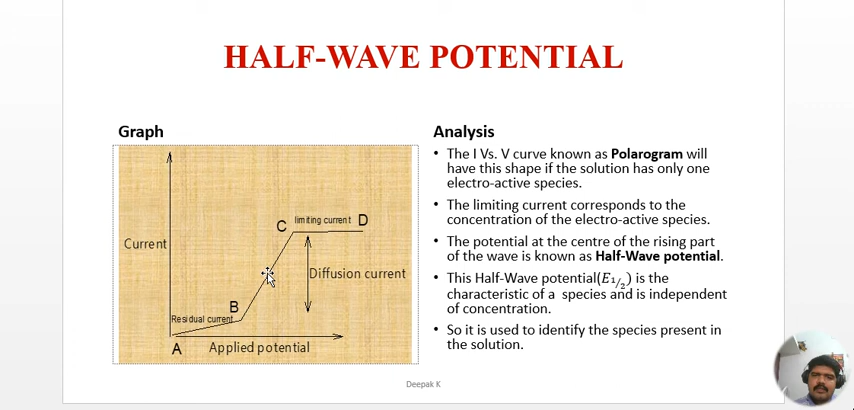 HALF-WAVE POTENTIAL
Graph
Current
C limiting current D
Diffusion current
B
Residual current
A Applied potential
Analysis
• The I Vs. V curve known as Polarogram will
have this shape if the solution has only one
electro-active species.
• The limiting current corresponds to the
concentration of the electro-active species.
• The potential at the centre of the rising part
of the wave is known as Half-Wave potential.
• This Half-Wave potential(E1/2) is the
characteristic of a species and is independent
of concentration.
• So it is used to identify the species present in
the solution.
Deepak K